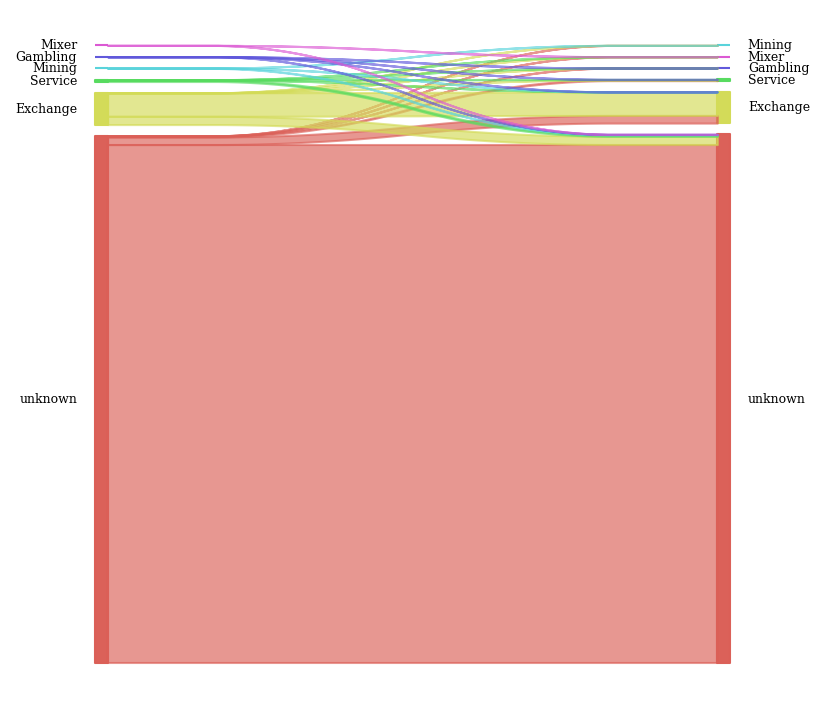 Mixer
Gambling
Mining
Service
Exchange
unknown
Mining
Mixer
Gambling
Service
Exchange
unknown